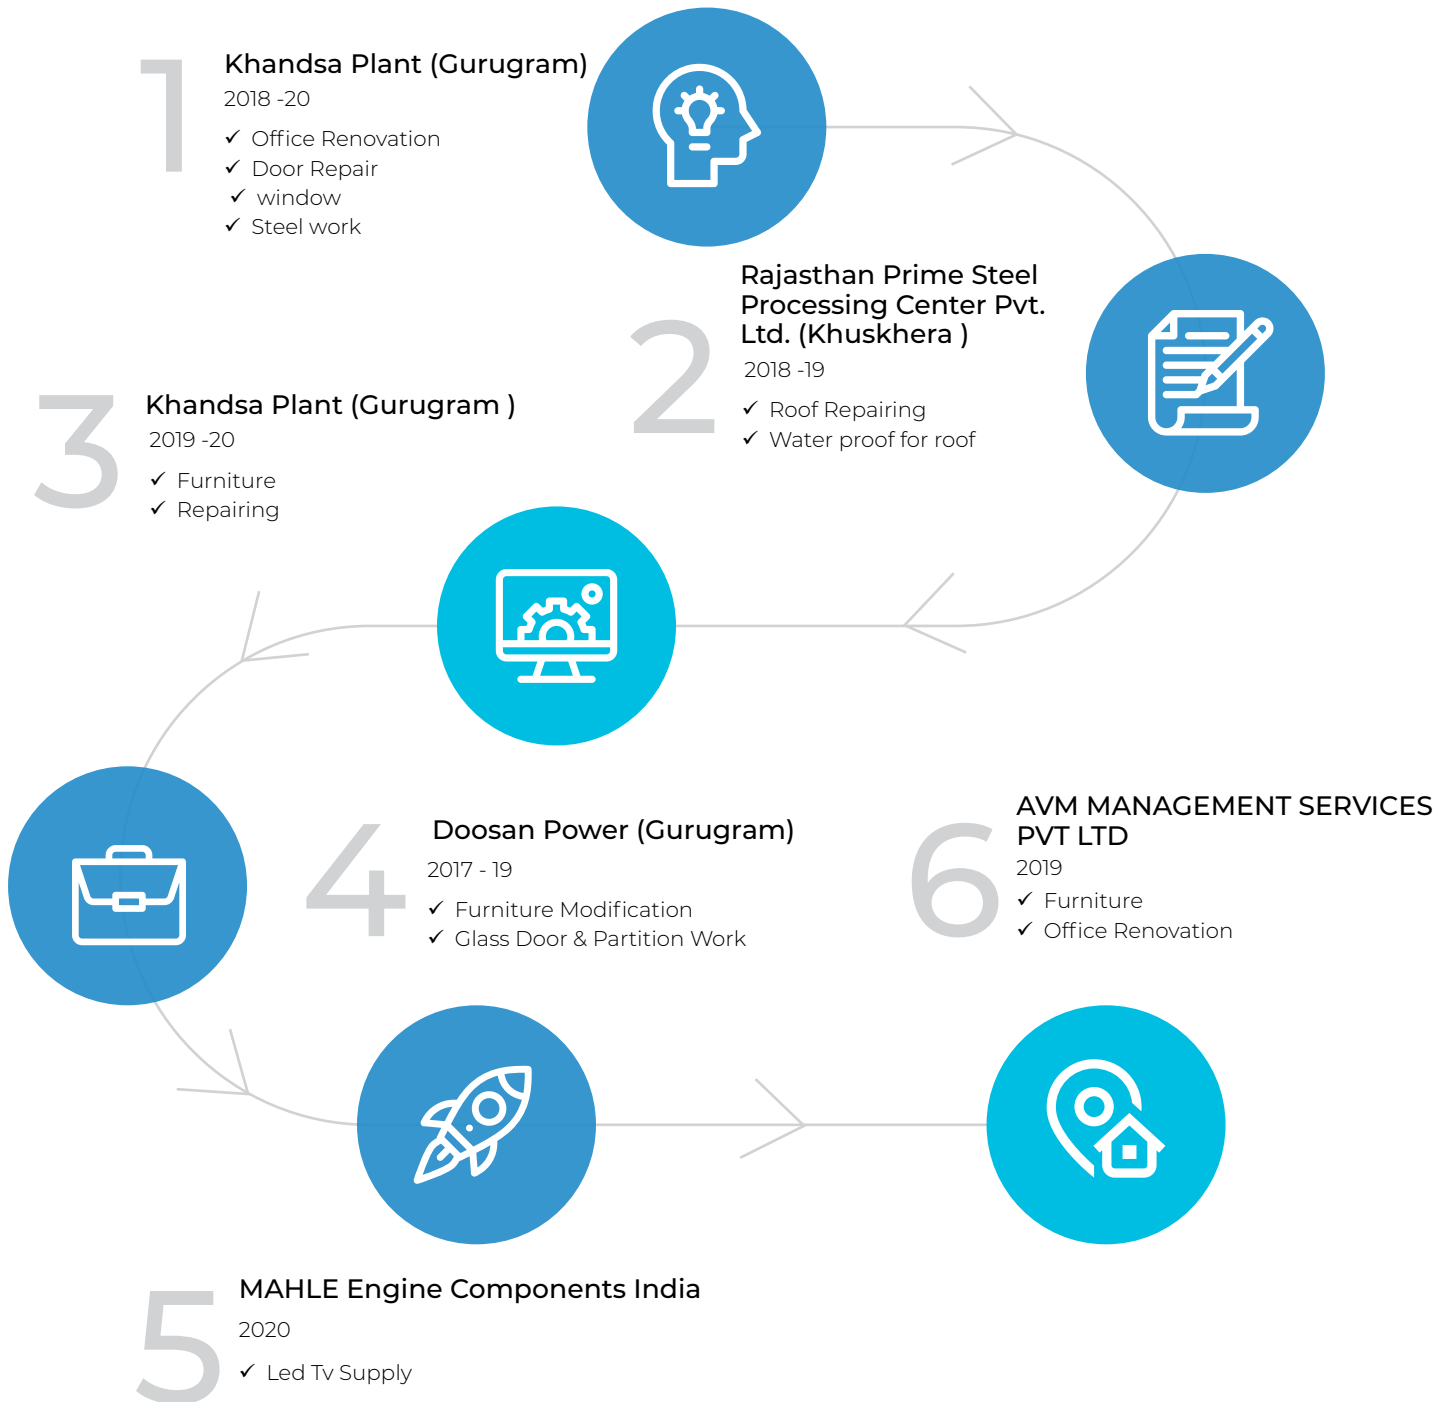 1
Khandsa Plant (Gurugram)
2018 -20
✓ Office Renovation
✓ Door Repair
✓ window
✓ Steel work
2
Rajasthan Prime Steel
Processing Center Pvt.
Ltd. (Khuskhera )
2018 -19
✓ Roof Repairing
✓ Water proof for roof
3
Khandsa Plant (Gurugram )
2019 -20
✓ Furniture
✓ Repairing
4
Doosan Power (Gurugram)
2017 - 19
✓ Furniture Modification
✓ Glass Door & Partition Work
5
MAHLE Engine Components India
2020
✓ Led Tv Supply
6
AVM MANAGEMENT SERVICES
PVT LTD
2019
✓ Furniture
✓ Office Renovation